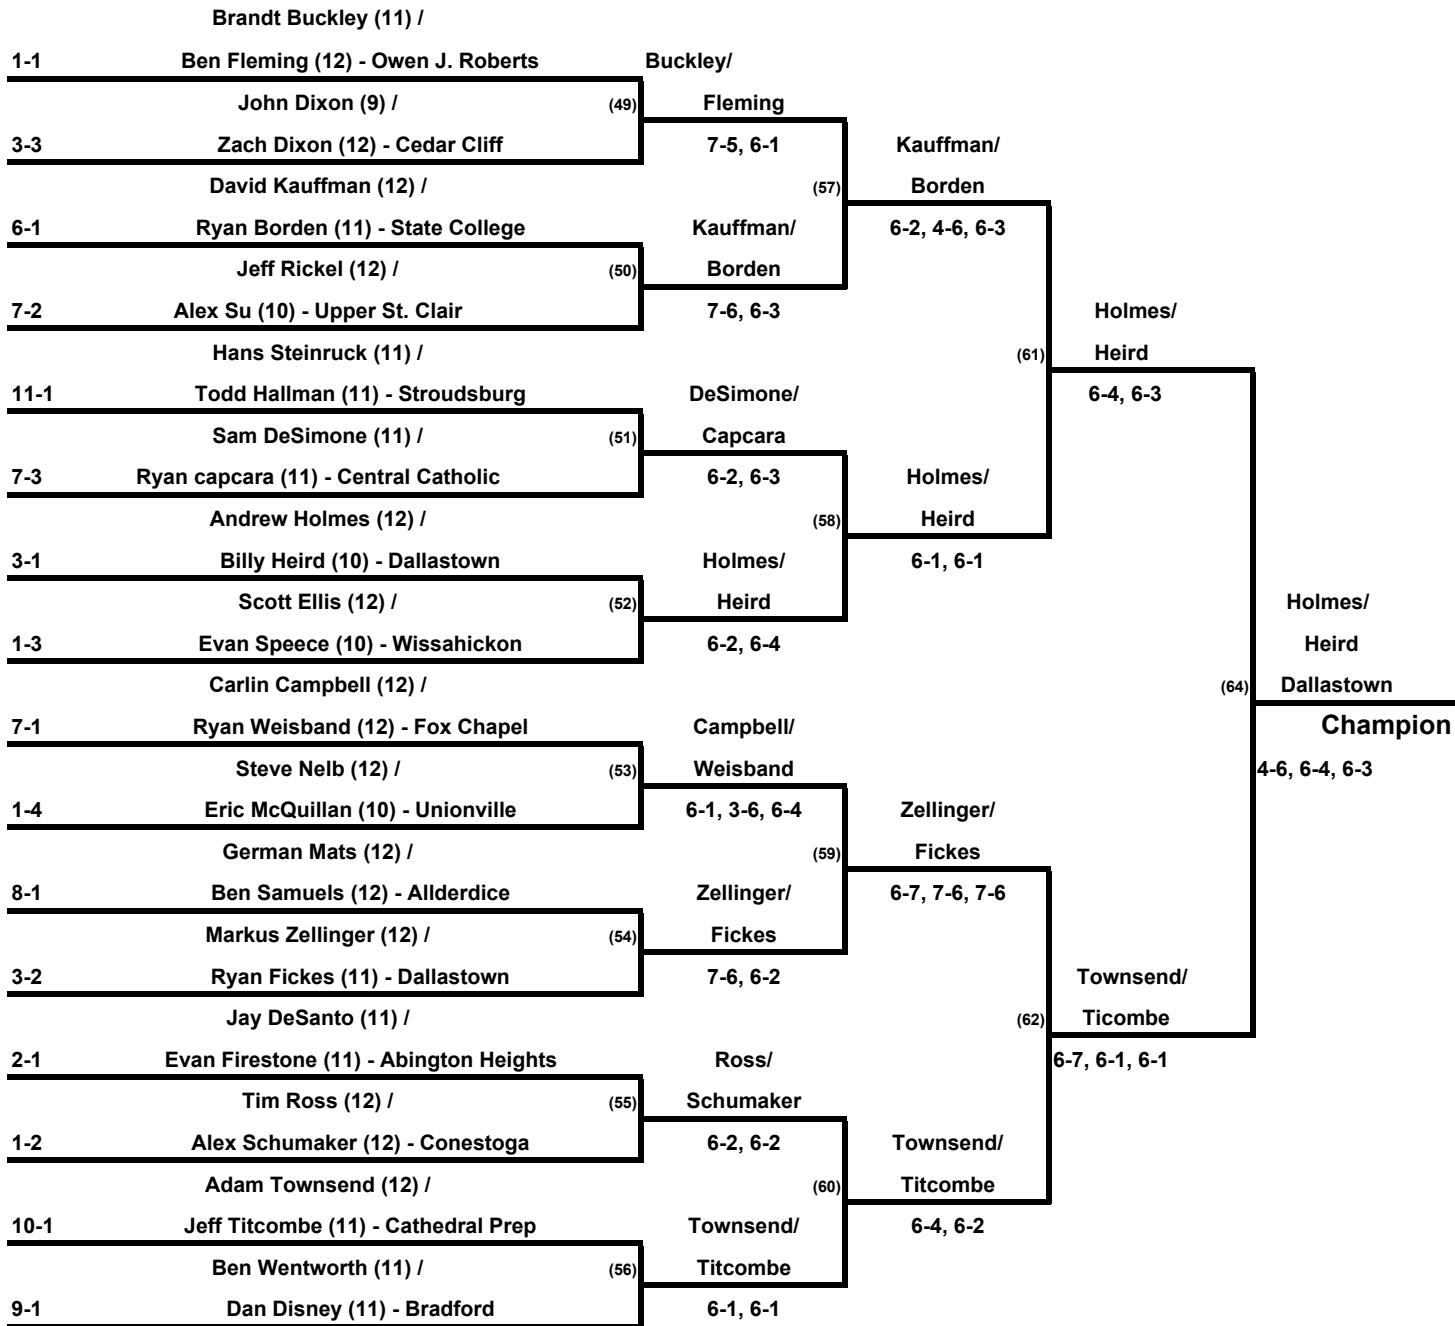 Brandt Buckley (11) /
1-1 Ben Fleming (12) - Owen J. Roberts Buckley/
John Dixon (9) / (49) Fleming
3-3 Zach Dixon (12) - Cedar Cliff 7-5, 6-1 Kauffman/
David Kauffman (12) / (57) Borden
6-1 Ryan Borden (11) - State College Kauffman/ 6-2, 4-6, 6-3
Jeff Rickel (12) / (50) Borden
7-2 Alex Su (10) - Upper St. Clair 7-6, 6-3 Holmes/
Hans Steinruck (11) / (61) Heird
11-1 Todd Hallman (11) - Stroudsburg DeSimone/ 6-4, 6-3
Sam DeSimone (11) / (51) Capcara
7-3 Ryan capcara (11) - Central Catholic 6-2, 6-3 Holmes/
Andrew Holmes (12) / (58) Heird
3-1 Billy Heird (10) - Dallastown Holmes/ 6-1, 6-1
Scott Ellis (12) / (52) Heird Holmes/
1-3 Evan Speece (10) - Wissahickon 6-2, 6-4 Heird
Carlin Campbell (12) / (64) Dallastown
7-1 Ryan Weisband (12) - Fox Chapel Campbell/ Champion
Steve Nelb (12) / (53) Weisband 4-6, 6-4, 6-3
1-4 Eric McQuillan (10) - Unionville 6-1, 3-6, 6-4 Zellinger/
German Mats (12) / (59) Fickes
8-1 Ben Samuels (12) - Allderdice Zellinger/ 6-7, 7-6, 7-6
Markus Zellinger (12) / (54) Fickes
3-2 Ryan Fickes (11) - Dallastown 7-6, 6-2 Townsend/
Jay DeSanto (11) / (62) Ticombe
2-1 Evan Firestone (11) - Abington Heights Ross/ 6-7, 6-1, 6-1
Tim Ross (12) / (55) Schumaker
1-2 Alex Schumaker (12) - Conestoga 6-2, 6-2 Townsend/
Adam Townsend (12) / (60) Titcombe
10-1 Jeff Titcombe (11) - Cathedral Prep Townsend/ 6-4, 6-2
Ben Wentworth (11) / (56) Titcombe
9-1 Dan Disney (11) - Bradford 6-1, 6-1